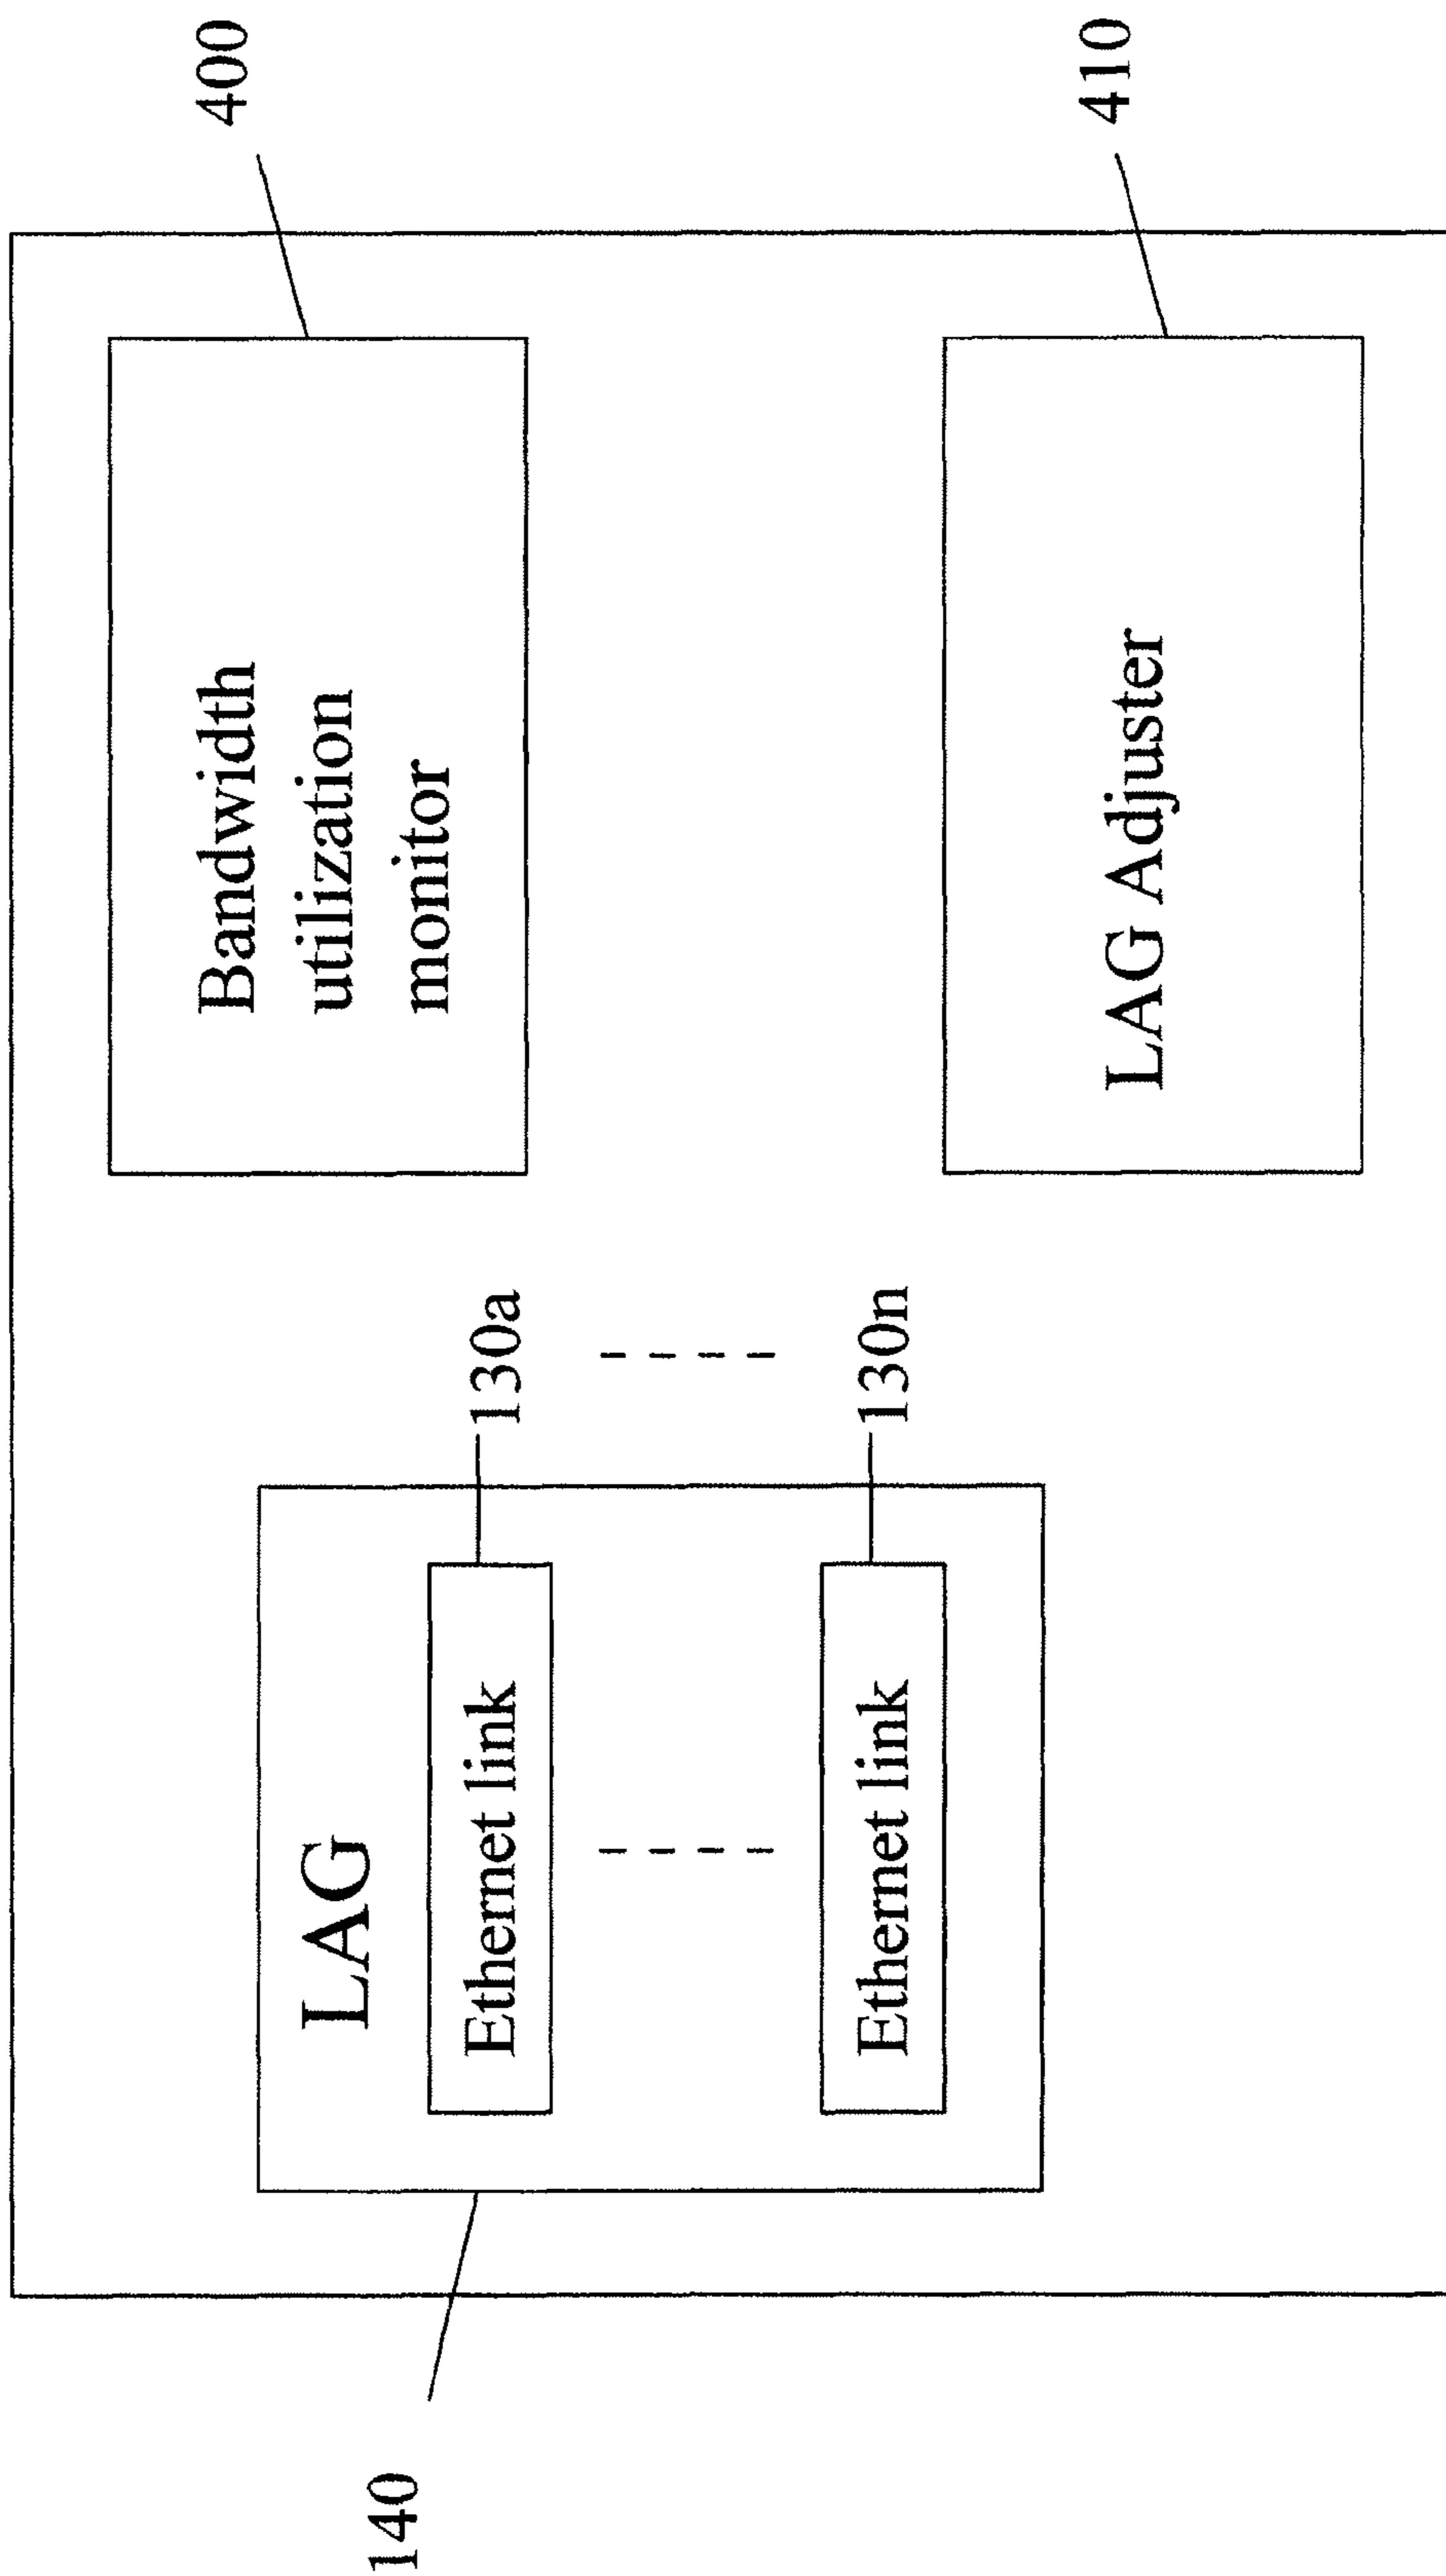 400
Bandwidth
utilization
monitor
LAG
130a
Ethernet link
130n
Ethernet link
LAG Adjuster
410
140